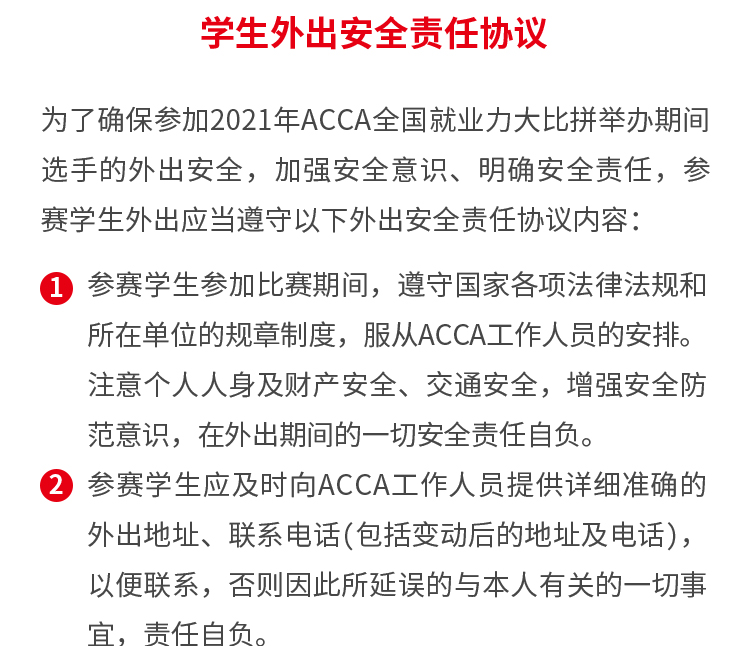 学生外出安全责任协议
为了确保参加2021年ACCA全国就业力大比拼举办期间
选手的外出安全，加强安全意识、明确安全责任，参
赛学生外出应当遵守以下外出安全责任协议内容：
1 参赛学生参加比赛期间，遵守国家各项法律法规和
所在单位的规章制度，服从ACCA工作人员的安排。
注意个人人身及财产安全、交通安全，增强安全防
范意识，在外出期间的一切安全责任自负。
2 参赛学生应及时向ACCA工作人员提供详细准确的
外出地址、联系电话(包括变动后的地址及电话)，
以便联系，否则因此所延误的与本人有关的一切事
宜，责任自负。